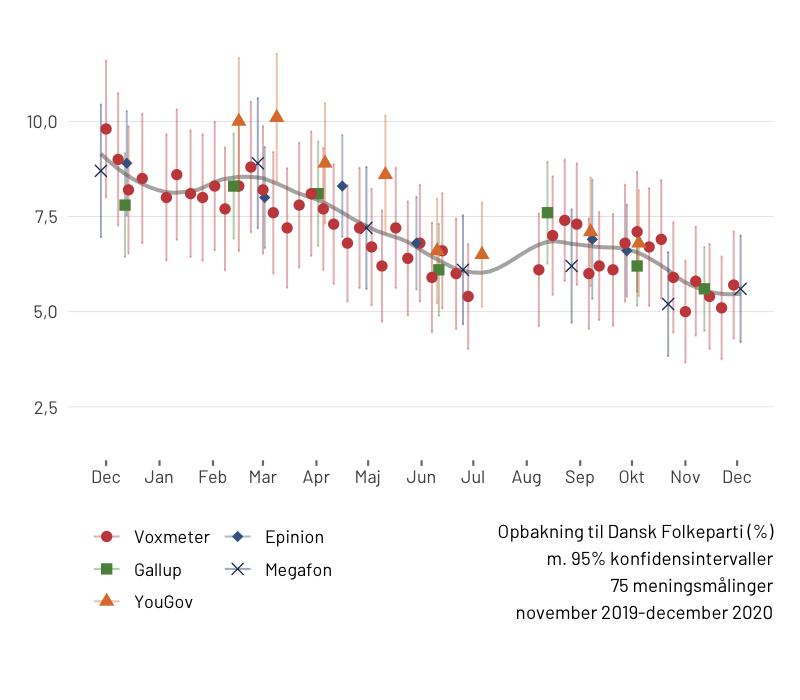 10,0
7,5
5,0
2,5
Dec Jan Feb Mar Apr Maj Jun Jul Aug Sep Okt Nov Dec
Voxmeter Epinion
Gallup Megafon
YouGov
Opbakning til Dansk Folkeparti (%)
m. 95% konfidensintervaller
75 meningsmålinger
november 2019-december 2020